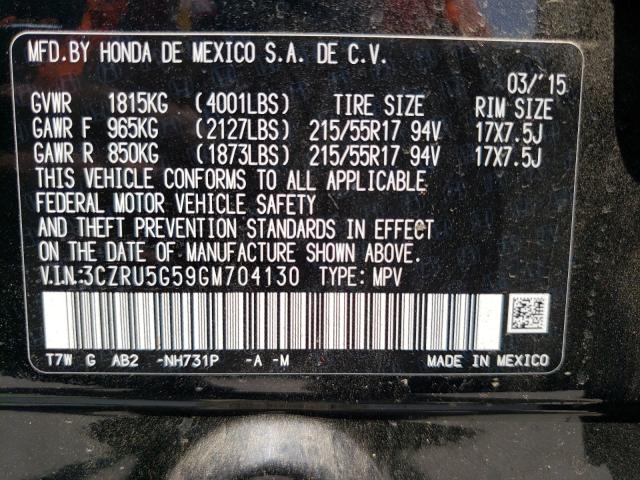 MFD.BY HONDA DE MEXICO S.A. DE C.V.
03/'15
GVWR 1815KG (4001LBS) TIRE SIZE RIM SIZE
GAWR F 965KG (2127LBS) 215/55R17 94V 17X7.5J
GAWR R 850KG (1873LBS) 215/55R17 94V 17X7.5J
THIS VEHICLE CONFORMS TO ALL APPLICABLE
FEDERAL MOTOR VEHICLE SAFETY
AND THEFT PREVENTION STANDARDS IN EFFECT
ON THE DATE OF MANUFACTURE SHOWN ABOVE.
V.I.N:3CZRU5G59GM704130 TYPE: MPV
T7W G AB2 -NH731P -A -M MADE IN MEXICO